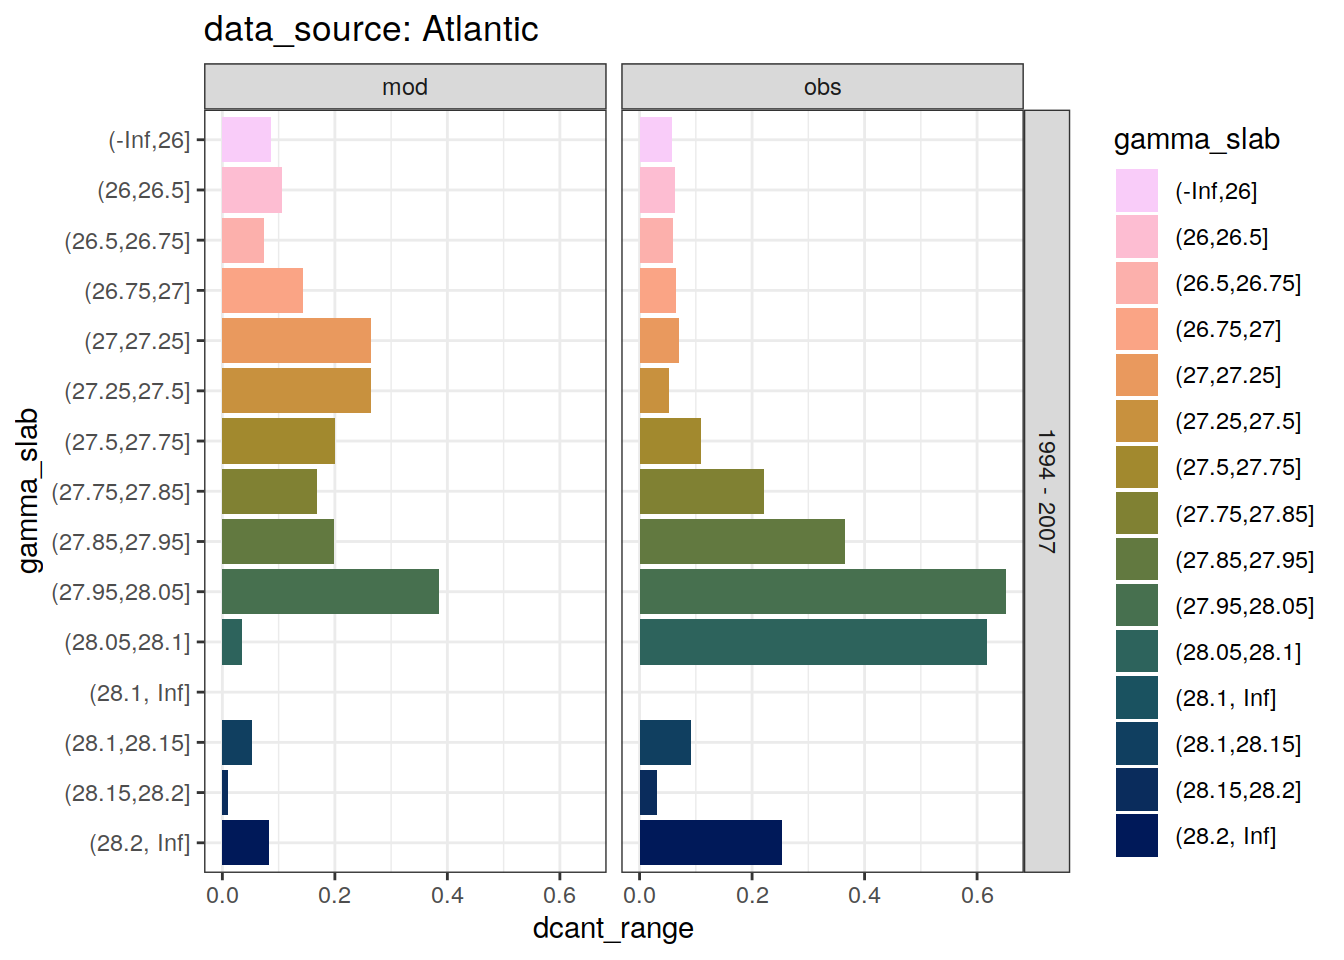 data_source: Atlantic
mod
obs
gamma_slab
(-Inf,26]
(26,26.5]
(26.5,26.75]
(26.75,27]
(27,27.25]
(27.25,27.5]
(27.5,27.75]
(27.75,27.85]
(27.85,27.95]
(27.95,28.05]
(28.05,28.1]
(28.1, Inf]
(28.1,28.15]
(28.15,28.2]
(28.2, Inf]
0.0 0.2 0.4 0.6
0.0 0.2 0.4 0.6
dcant_range
1994 - 2007
gamma_slab
(-Inf,26]
(26,26.5]
(26.5,26.75]
(26.75,27]
(27,27.25]
(27.25,27.5]
(27.5,27.75]
(27.75,27.85]
(27.85,27.95]
(27.95,28.05]
(28.05,28.1]
(28.1, Inf]
(28.1,28.15]
(28.15,28.2]
(28.2, Inf]